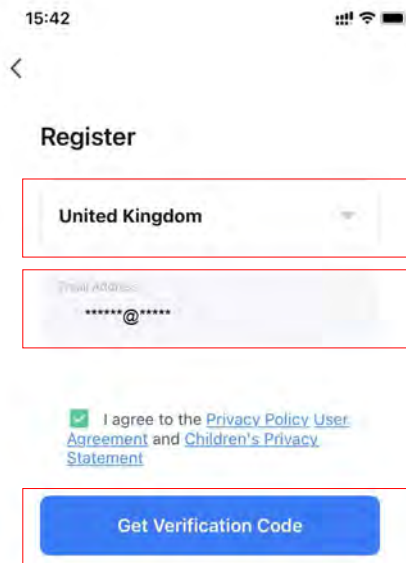 15:42
Register
United Kingdom
Email Address
******@*****
I agree to the Privacy Policy User
Agreement and Children's Privacy
Statement
Get Verification Code